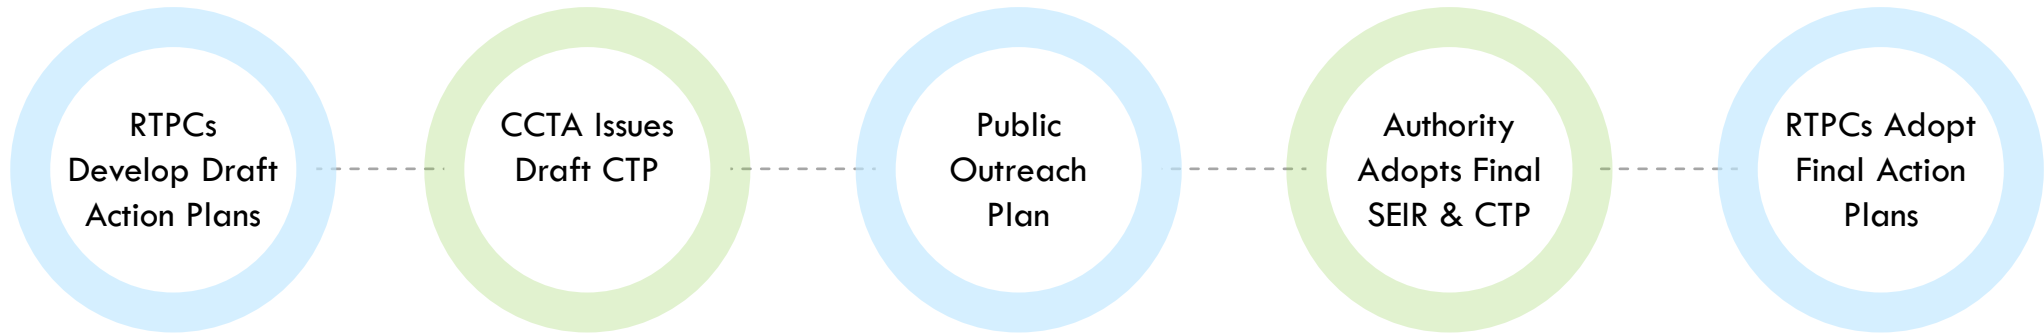 RTPCs
Develop Draft
Action Plans
CCTA Issues
Draft CTP
Public
Outreach
Plan
Authority
Adopts Final
SEIR & CTP
RTPCs Adopt
Final Action
Plans